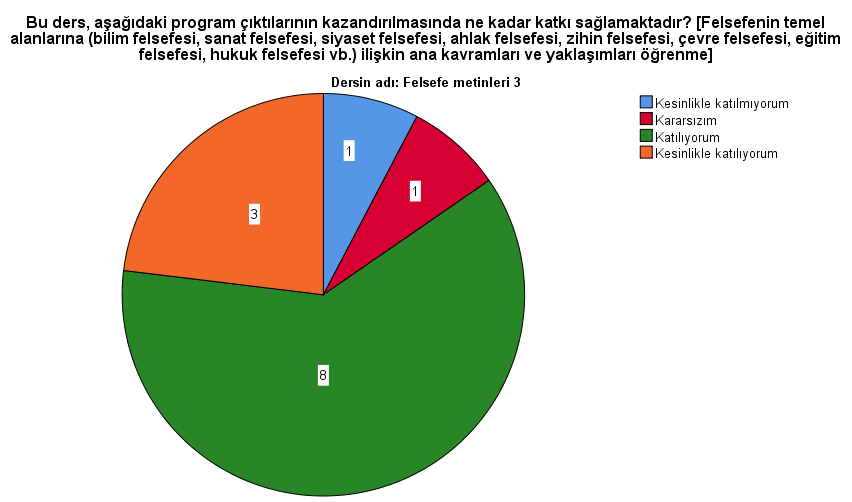 Bu ders, aşağıdaki program çıktılarının kazandırılmasında ne kadar katkı sağlamaktadır? [Felsefenin temel
alanlarına (bilim felsefesi, sanat felsefesi, siyaset felsefesi, ahlak felsefesi, zihin felsefesi, çevre felsefesi, eğitim
felsefesi, hukuk felsefesi vb.) ilişkin ana kavramları ve yaklaşımları öğrenme]
Dersin adı: Felsefe metinleri 3
Kesinlikle katılmıyorum
Kararsızım
Katılıyorum
Kesinlikle katılıyorum
1
1
3
8